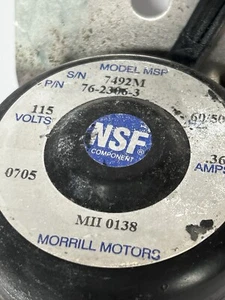 MODEL MSP
S/N 7492M
P/N 76-2306-3
115
VOLTS
60/50
NSF
®
COMPONENT
.36
AMPS
0705
MII 0138
MORRILL MOTORS